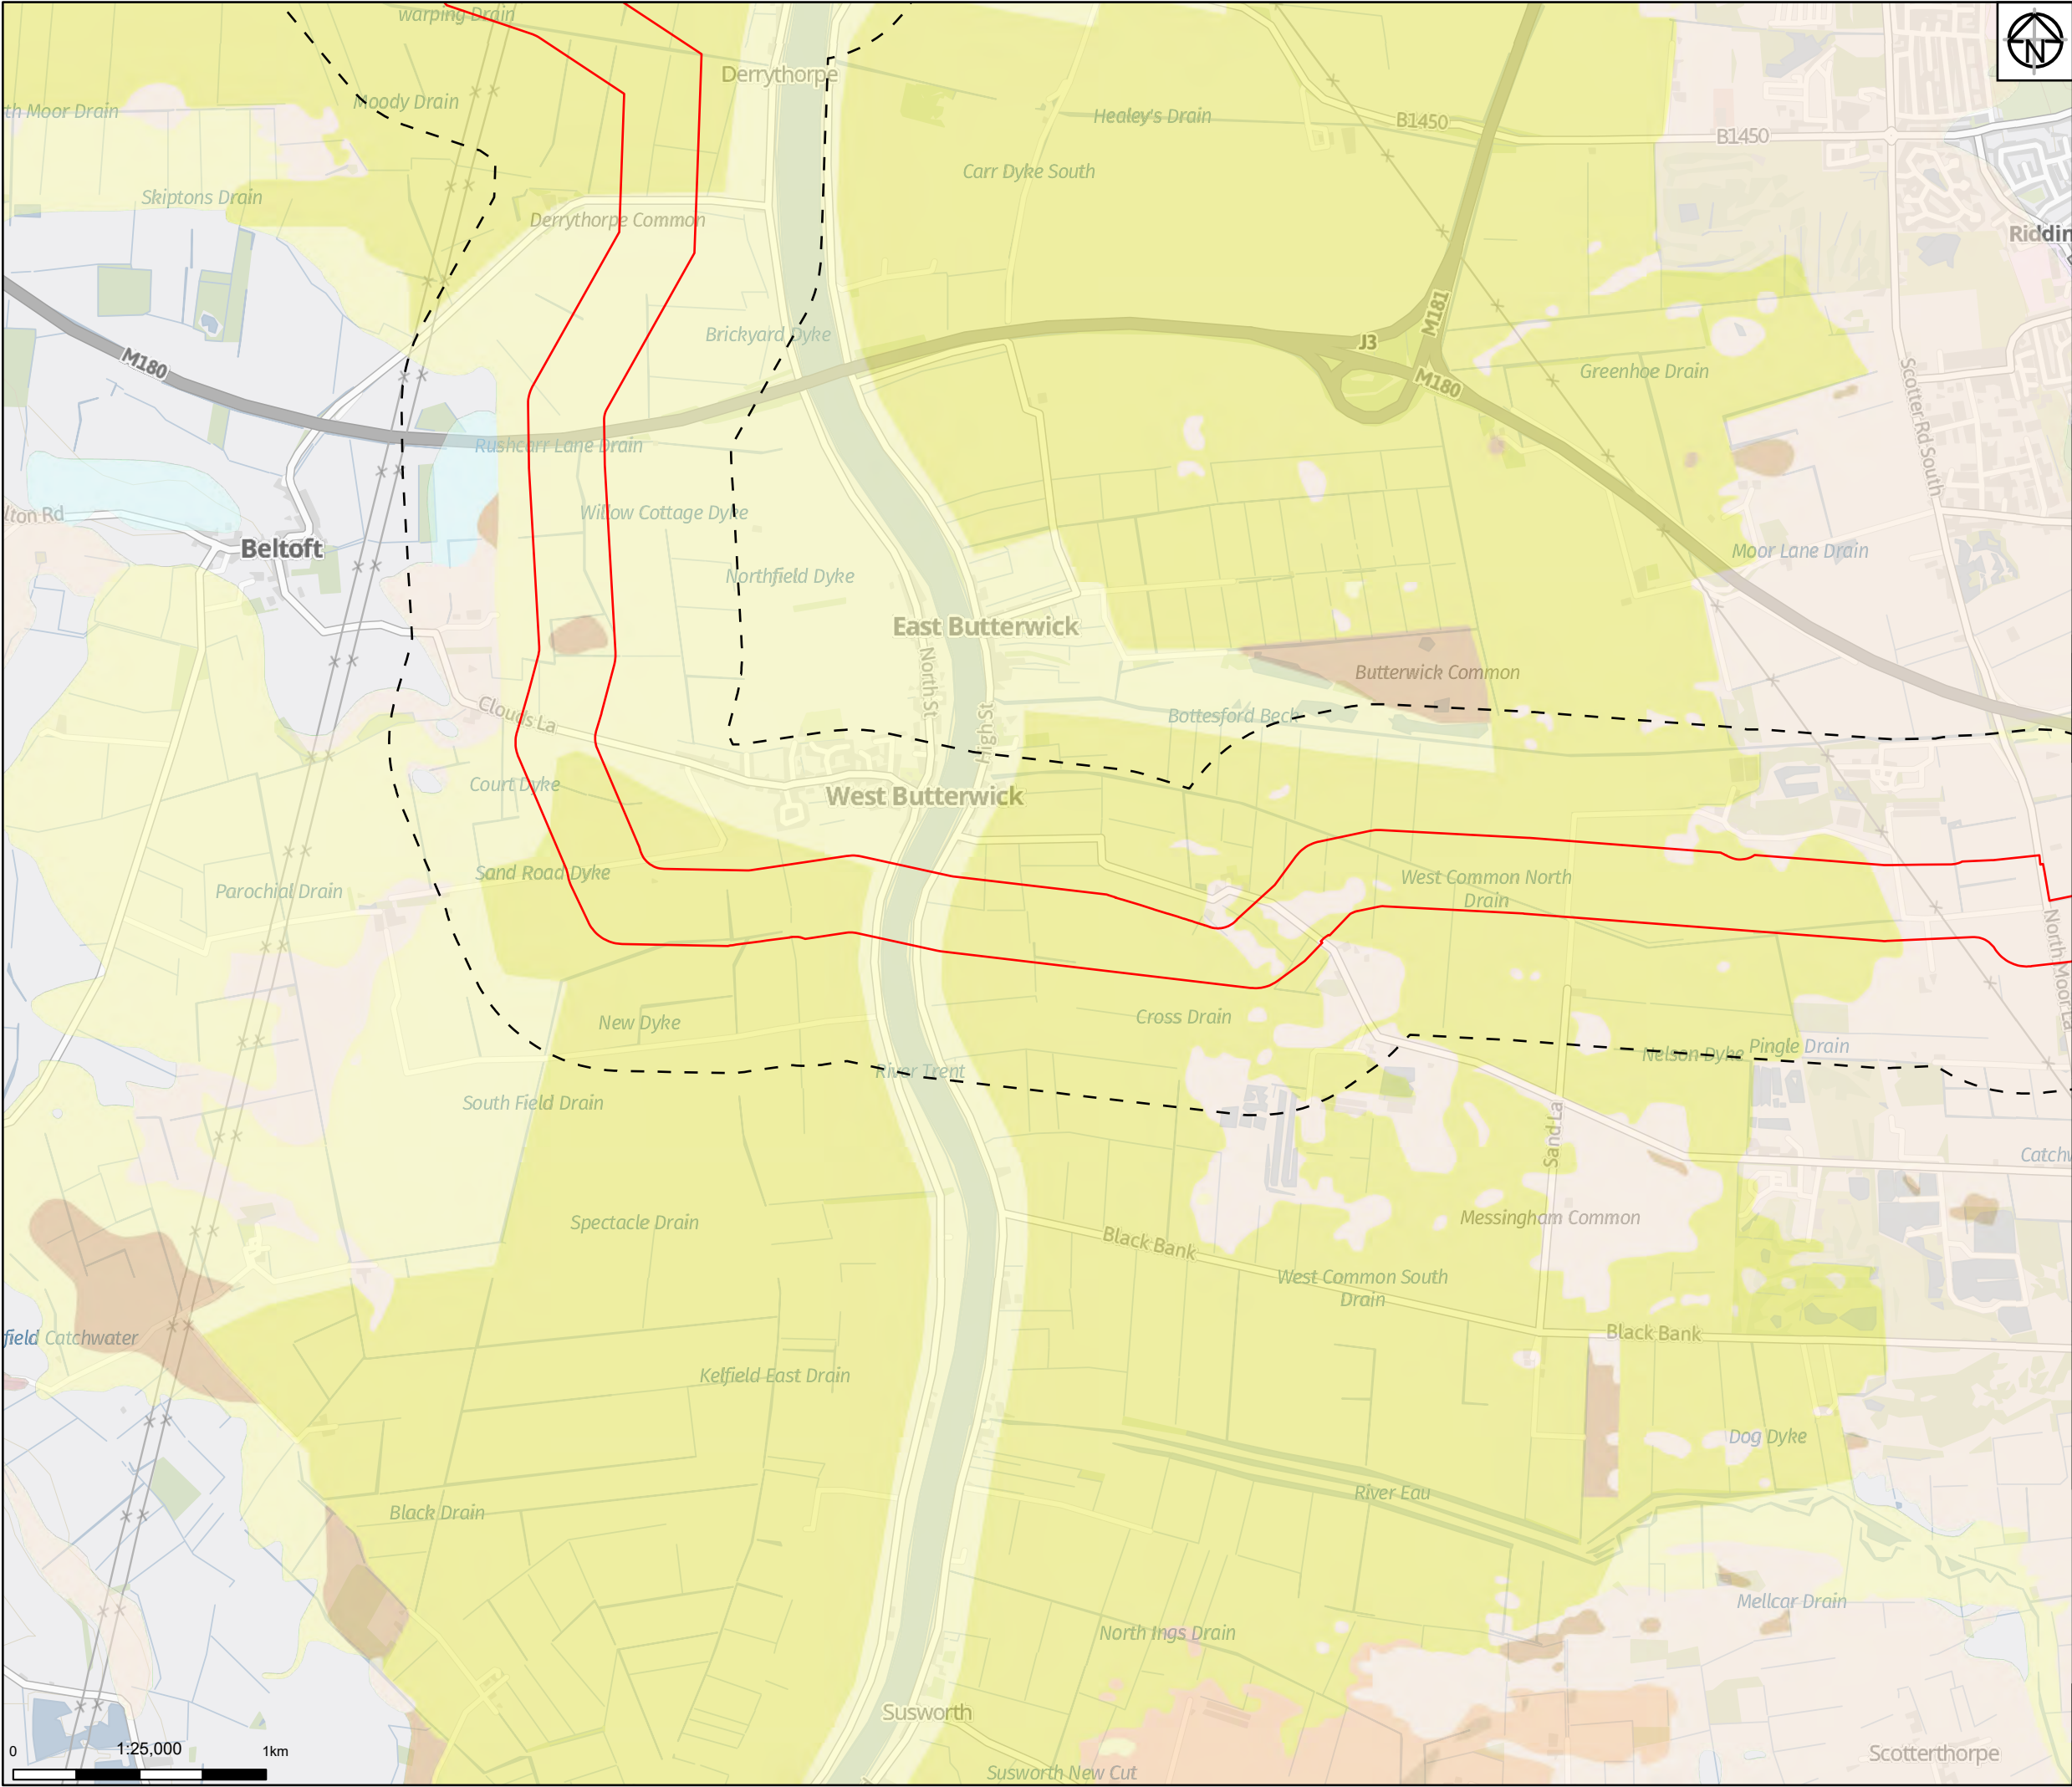 warping Drain
N
Derrythorpe
Moody Drain
th Moor Drain
Healey's Drain
B1450
B1450
Carr Dyke South
Skiptons Drain
Derrythorpe Common
Riddin
Brickyard Dyke
M181
J3
M180
M180
Greenhoe Drain
Scotter Rd South
Rushcarr Lane Drain
lton Rd
Willow Cottage Dyke
Beltoft
Moor Lane Drain
Northfield Dyke
East Butterwick
North St
Butterwick Common
Clouds La
High St
Bottesford Beck
Court Dyke
West Butterwick
Sand Road Dyke
Parochial Drain
West Common North
Drain
North Moor La
New Dyke
Cross Drain
River Trent
Nelson Dyke
Pingle Drain
South Field Drain
Sand La
Catchw
Spectacle Drain
Messingham Common
Black Bank
West Common South
Drain
field Catchwater
Black Bank
Kelfield East Drain
Dog Dyke
Black Drain
River Eau
Mellcar Drain
North Ings Drain
Susworth
Scotterthorpe
Susworth New Cut
0 1:25,000 1km